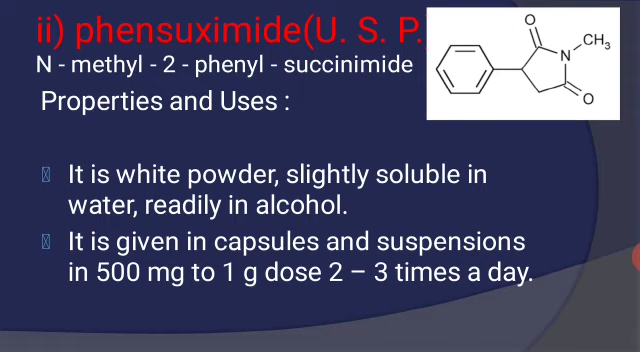 ii) phensuximide(U. S. P.
N - methyl - 2 - phenyl - succinimide
Properties and Uses :
It is white powder, slightly soluble in
water, readily in alcohol.
It is given in capsules and suspensions
in 500 mg to 1 g dose 2 – 3 times a day.
O
N
CH3
O